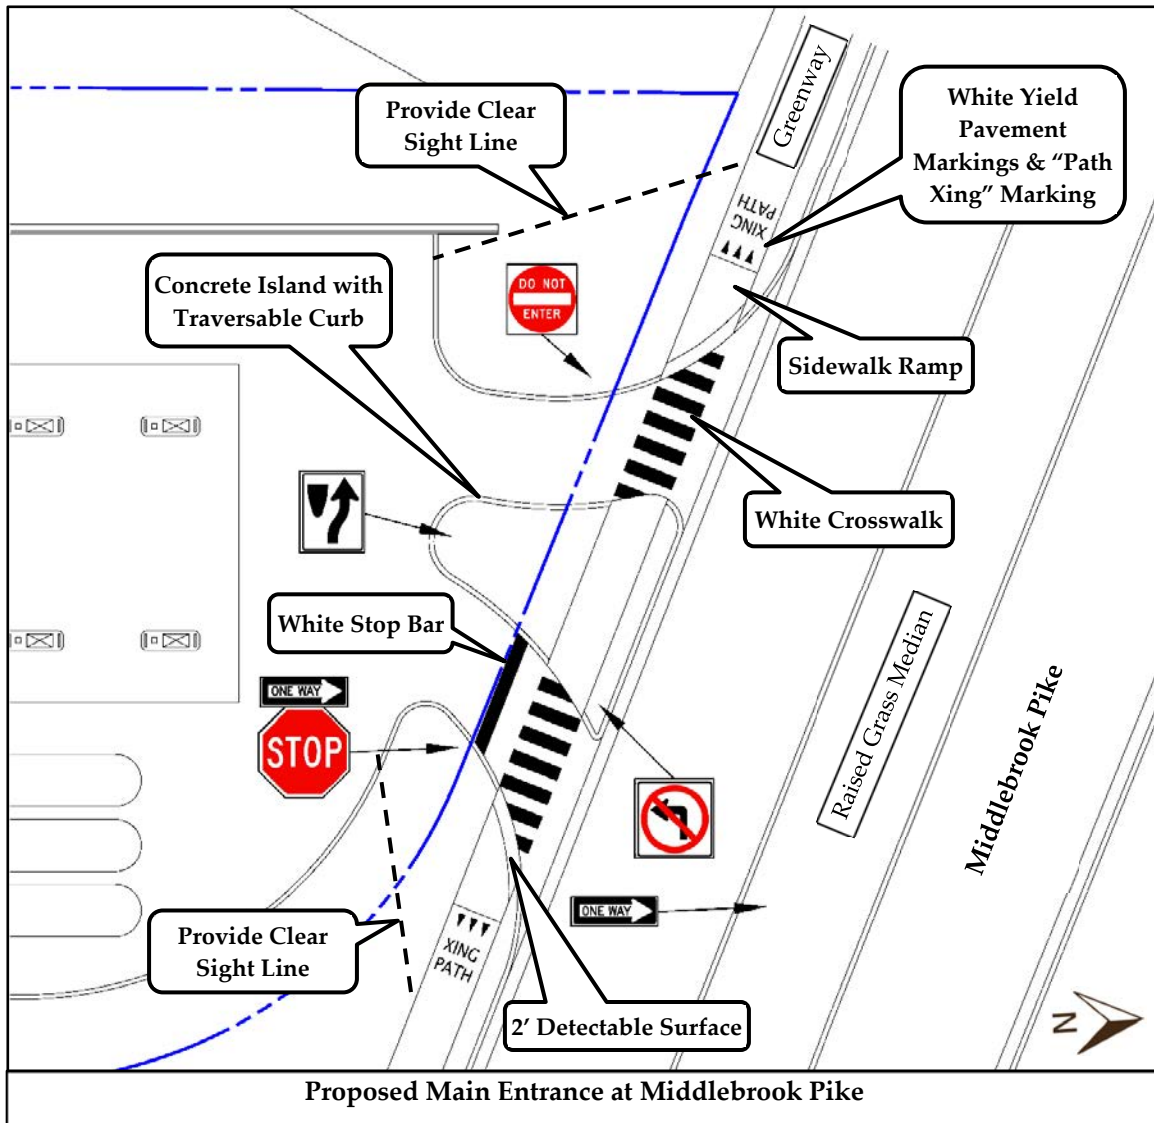 Provide Clear
Sight Line
Greenway
White Yield
Pavement
Markings & “Path
Xing” Marking
XING
PATH
Concrete Island with
Traversable Curb
DO NOT
ENTER
Sidewalk Ramp
White Crosswalk
White Stop Bar
ONE WAY
STOP
Raised Grass Median
Middlebrook Pike
ONE WAY
Provide Clear
Sight Line
XING
PATH
2’ Detectable Surface
N
Proposed Main Entrance at Middlebrook Pike